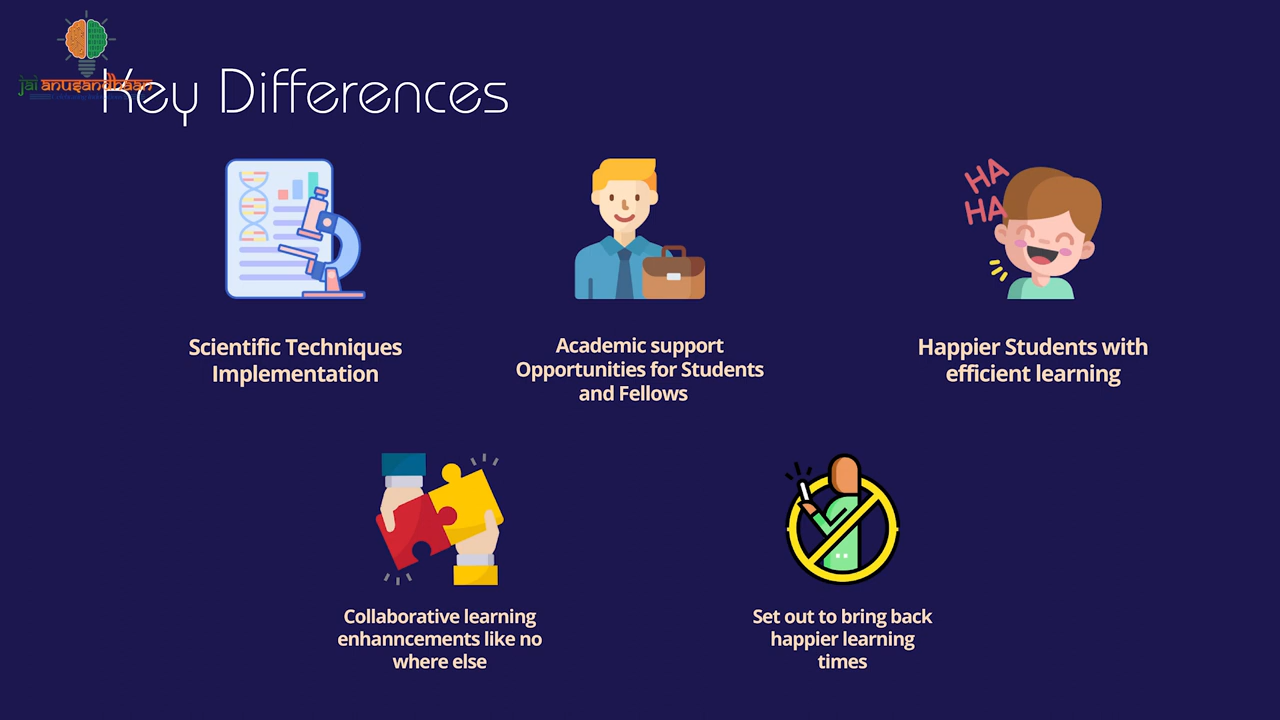 jai anusandhaan
Key Differences
HA
HA
Scientific Techniques
Implementation
Academic support
Opportunities for Students
and Fellows
Happier Students with
efficient learning
Collaborative learning
enhanncements like no
where else
Set out to bring back
happier learning
times